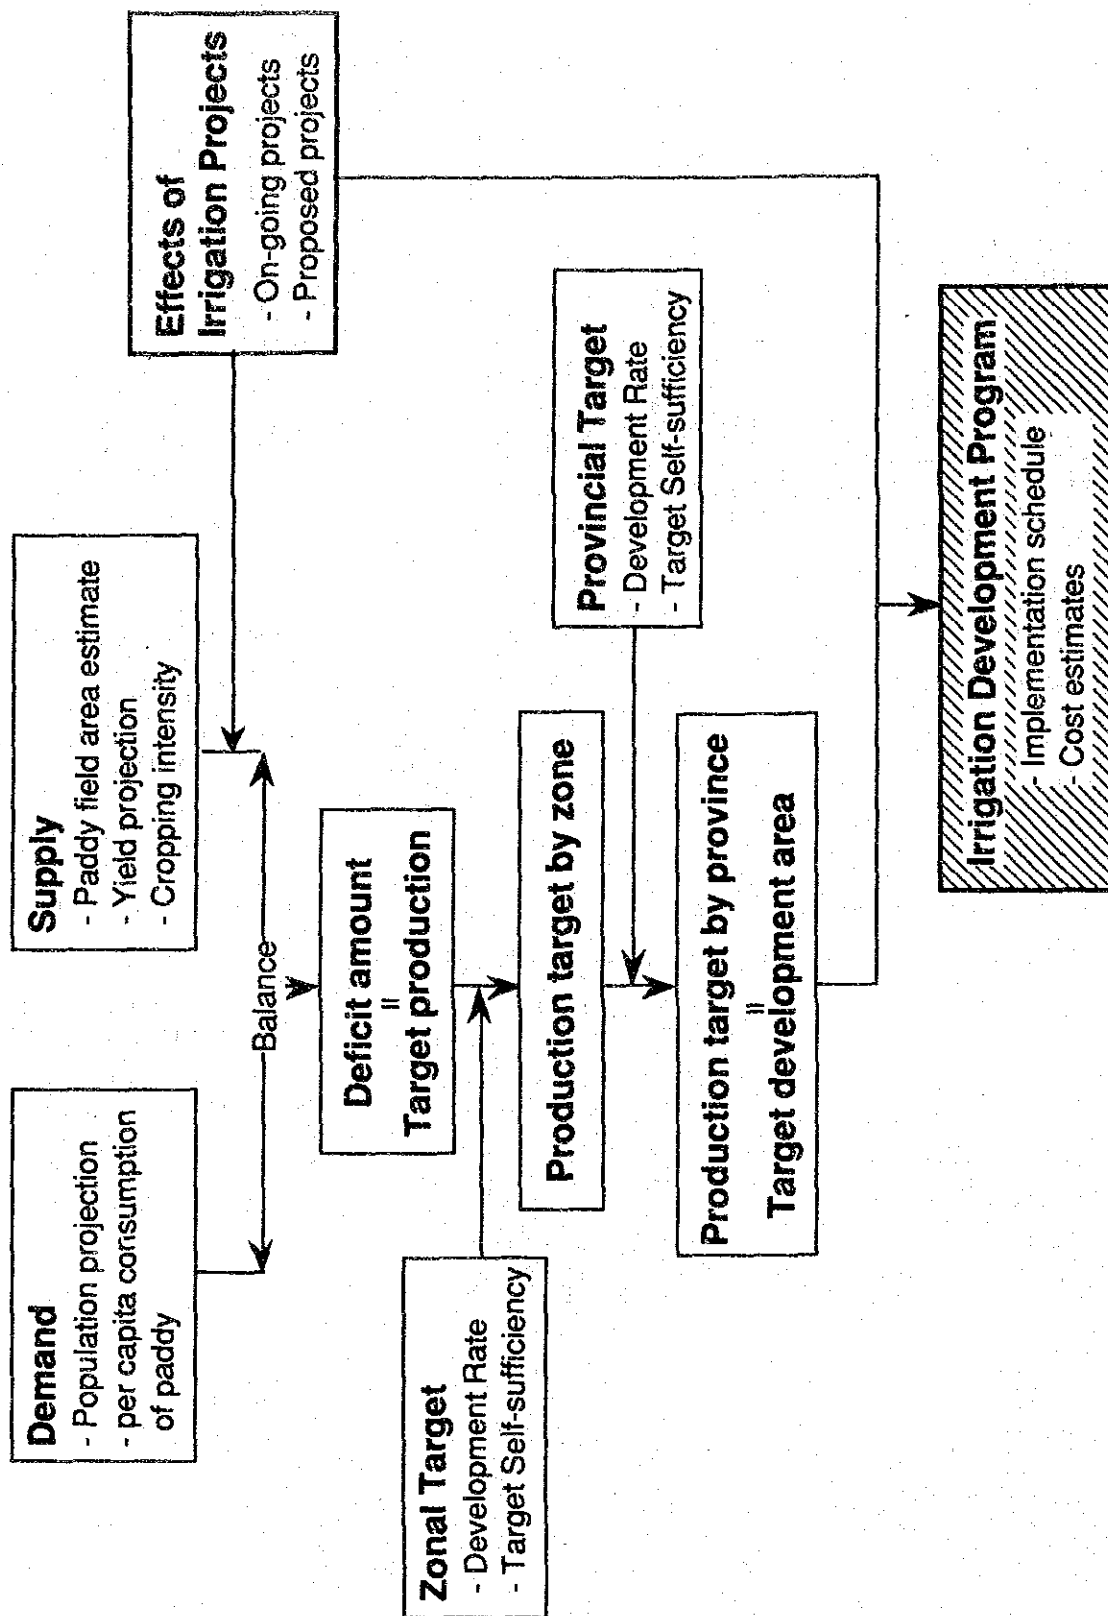 Demand
- Population projection
- per capita consumption
of paddy
Supply
- Paddy field area estimate
- Yield projection
- Cropping intensity
Effects of
Irrigation Projects
- On-going projects
- Proposed projects
Balance
Deficit amount
=
Target production
Zonal Target
- Development Rate
- Target Self-sufficiency
Production target by zone
Provincial Target
- Development Rate
- Target Self-sufficiency
Production target by province
=
Target development area
Irrigation Development Program
- Implementation schedule
- Cost estimates